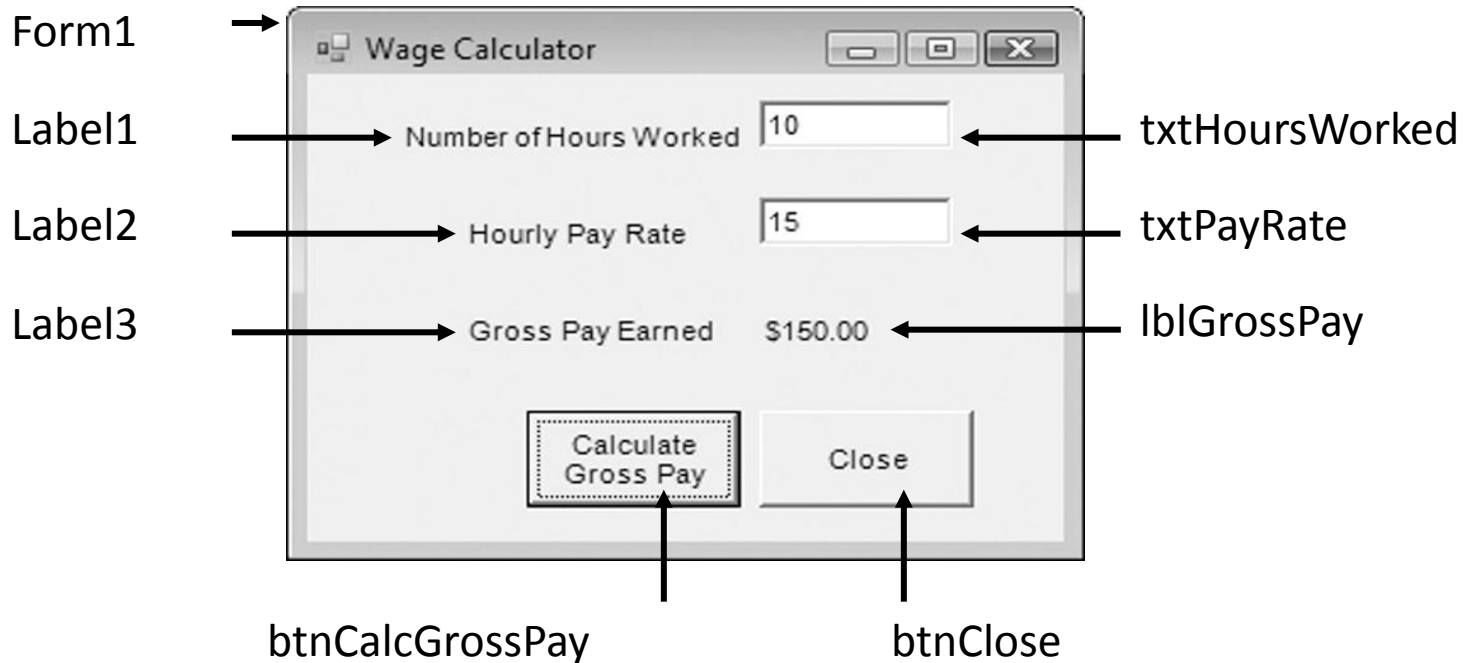 Form1
Wage Calculator
Label1
Number of Hours Worked
10
txtHoursWorked
Label2
Hourly Pay Rate
15
txtPayRate
Label3
Gross Pay Earned
$150.00
lblGrossPay
Calculate
Gross Pay
Close
btnCalcGrossPay
btnClose